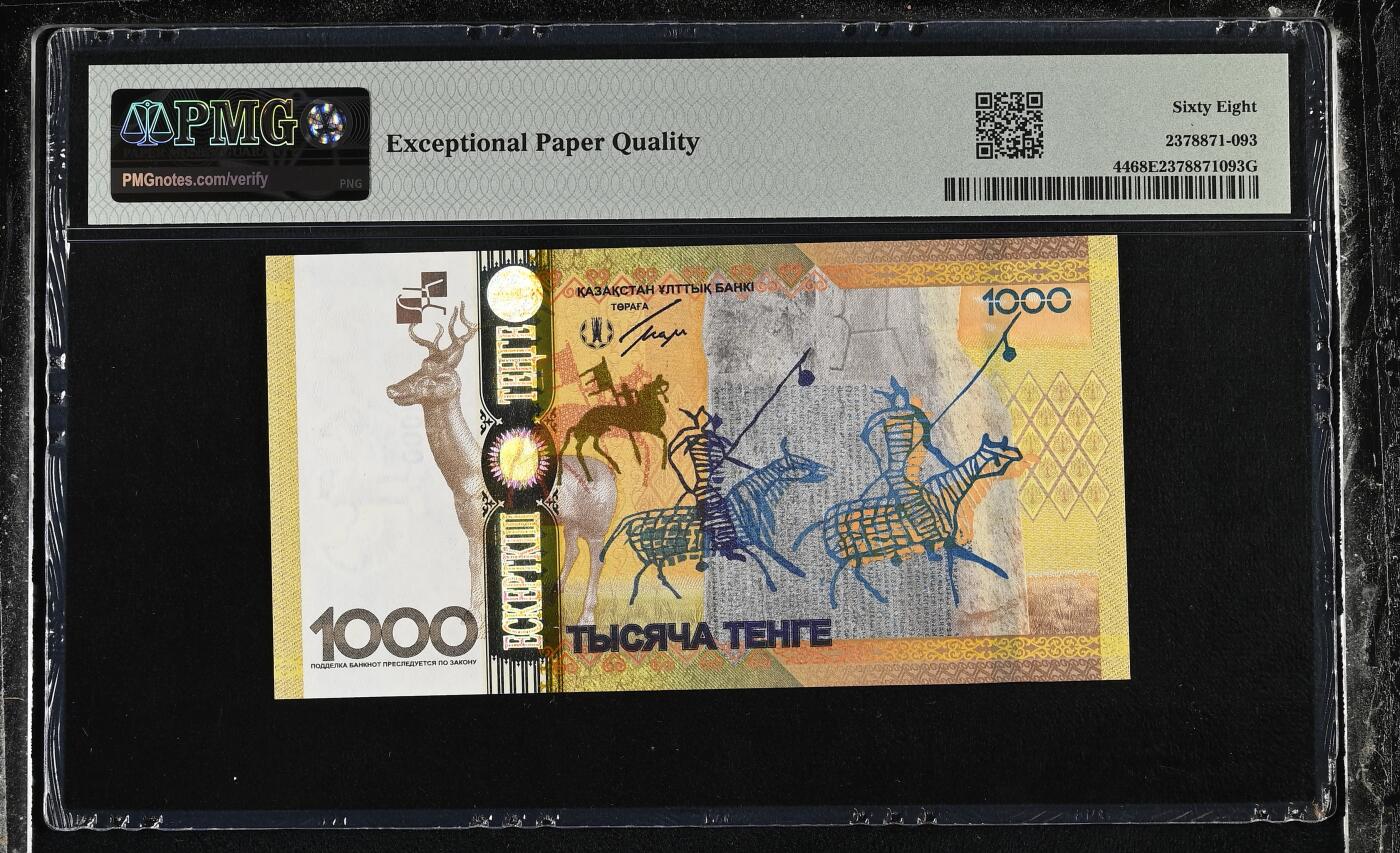 PMG
PMGnotes.com/verify
PNG
Exceptional Paper Quality
Sixty Eight
2378871-093
4468E2378871093G
ҚАЗАҚСТАН ҰЛТТЫҚ БАНКІ
ТӨРАҒА
1000
ТЕҢГЕ
ЕСКЕРТКІШ
1000
ПОДДЕЛКА БАНКНОТ ПРЕСЛЕДУЕТСЯ ПО ЗАКОНУ
ТЫСЯЧА ТЕНГЕ